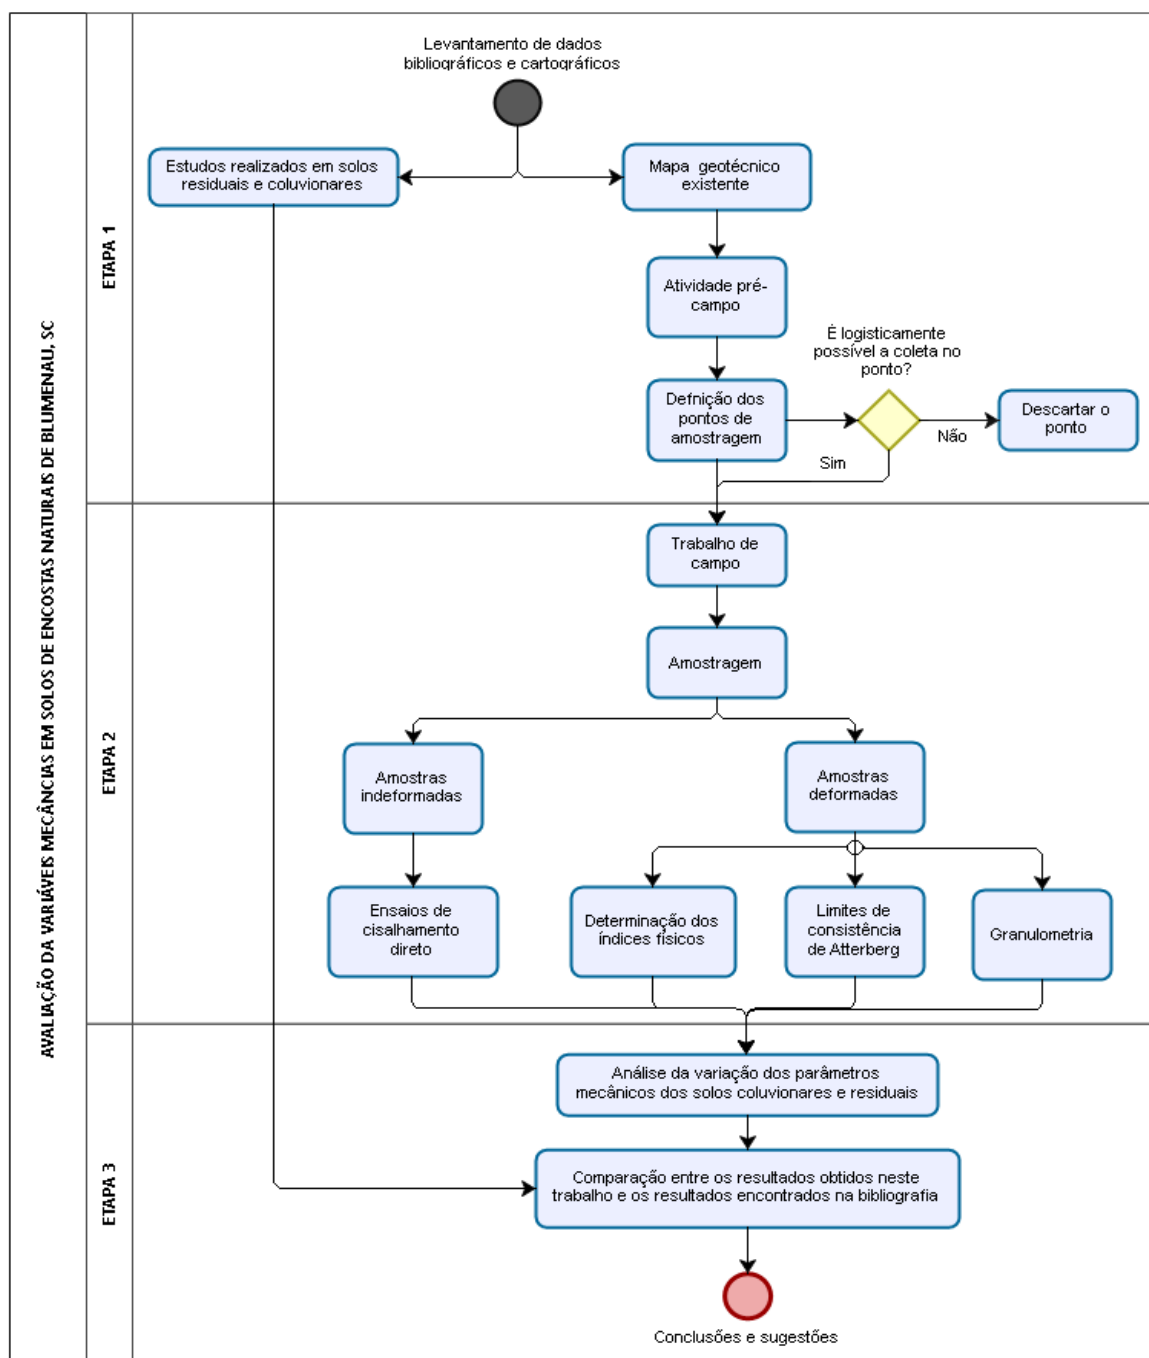 AVALIAÇÃO DA VARIÁVEIS MECÂNCIAS EM SOLOS DE ENCOSTAS NATURAIS DE BLUMENAU, SC
ETAPA 1
Levantamento de dados
bibliográficos e cartográficos
Estudos realizados em solos
residuais e coluvionares
Mapa geotécnico
existente
Atividade pré-
campo
É logisticamente
possível a coleta no
ponto?
Defnição dos
pontos de
amostragem
Não
Sim
Descartar o
ponto
ETAPA 2
Trabalho de
campo
Amostragem
Amostras
indeformadas
Amostras
deformadas
Ensaios de
cisalhamento
direto
Determinação dos
índices físicos
Limites de
consistência
de Atterberg
Granulometria
ETAPA 3
Análise da variação dos parâmetros
mecânicos dos solos coluvionares e residuais
Comparação entre os resultados obtidos neste
trabalho e os resultados encontrados na bibliografia
Conclusões e sugestões